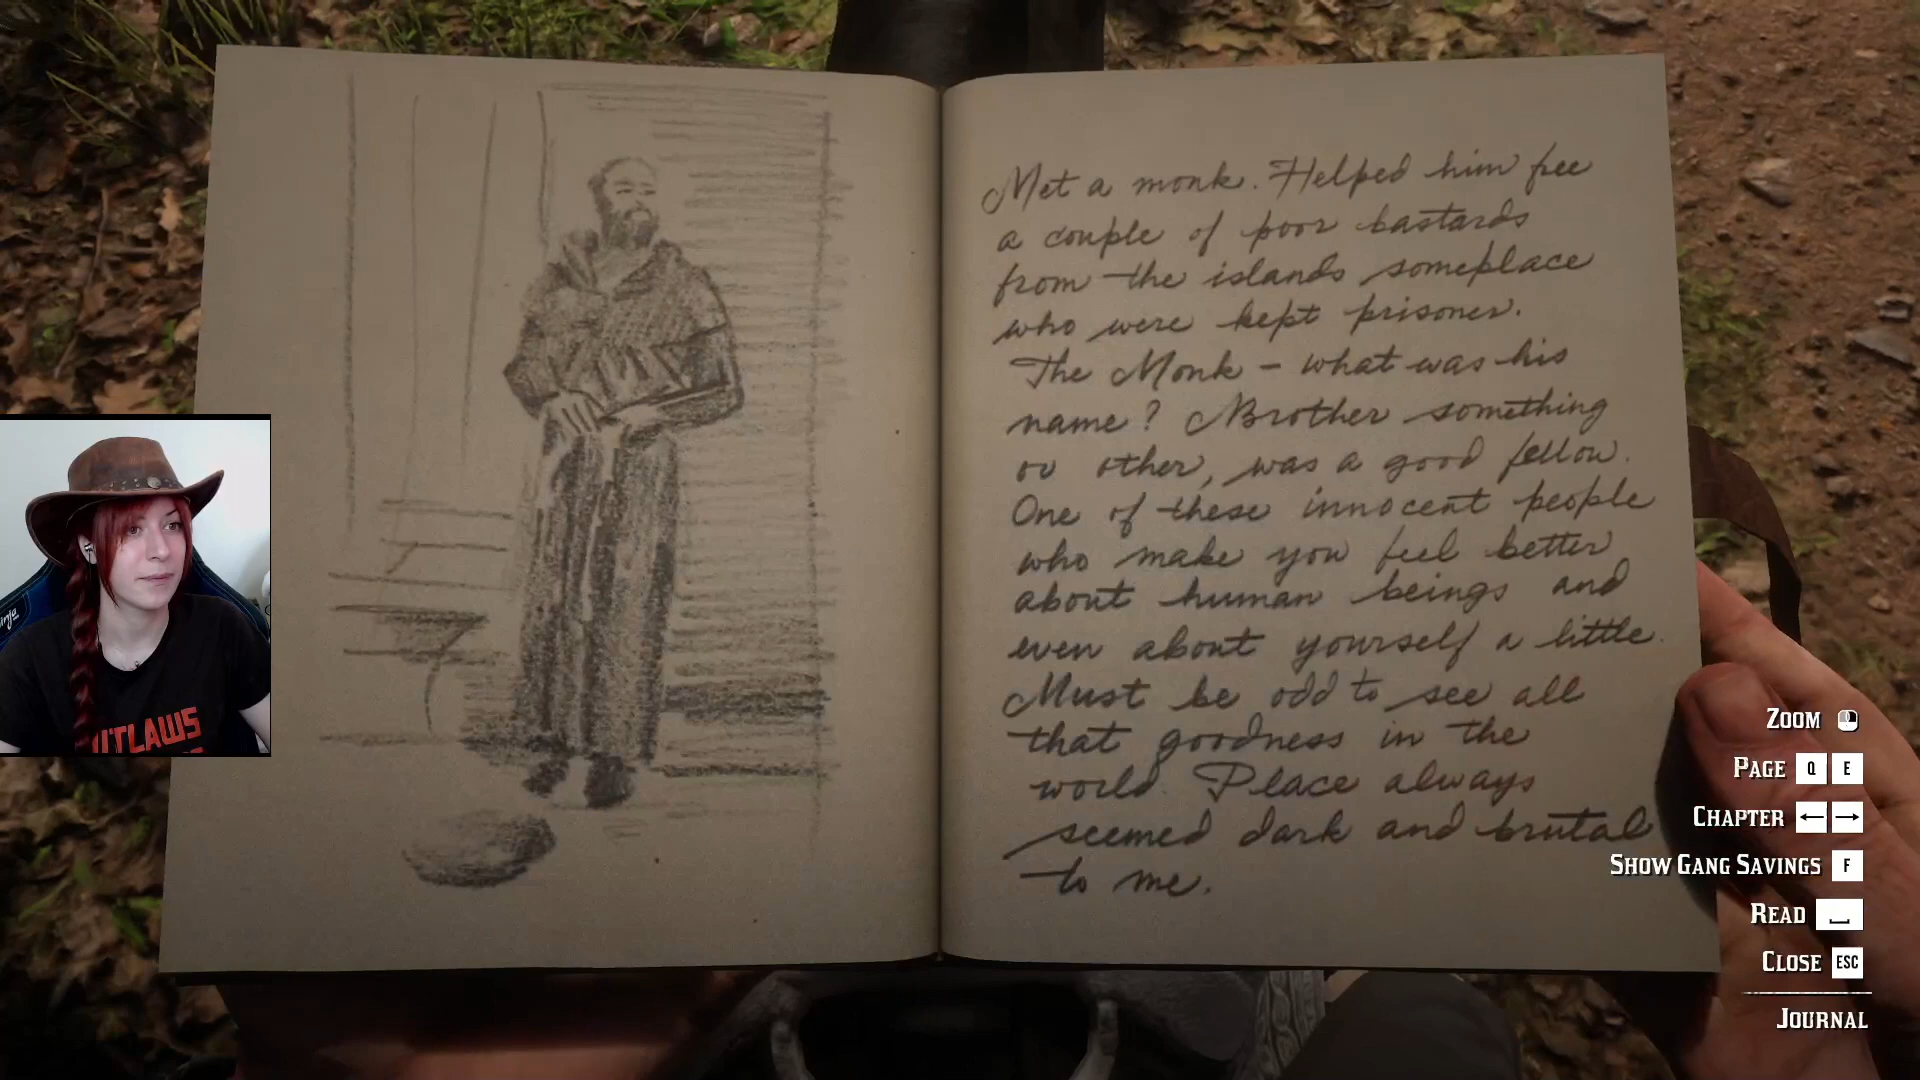 Met a monk. Helped him free
a couple of poor bastards
from the islands someplace
who were kept prisoner.
The Monk - what was his
name? Brother something
or other, was a good fellow.
One of these innocent people
who make you feel better
about human beings and
even about yourself a little.
Must be odd to see all
that goodness in the
world. Place always
seemed dark and brutal
to me.
UTLAWS
ZOOM
PAGE Q E
CHAPTER ← →
SHOW GANG SAVINGS F
READ
CLOSE ESC
JOURNAL